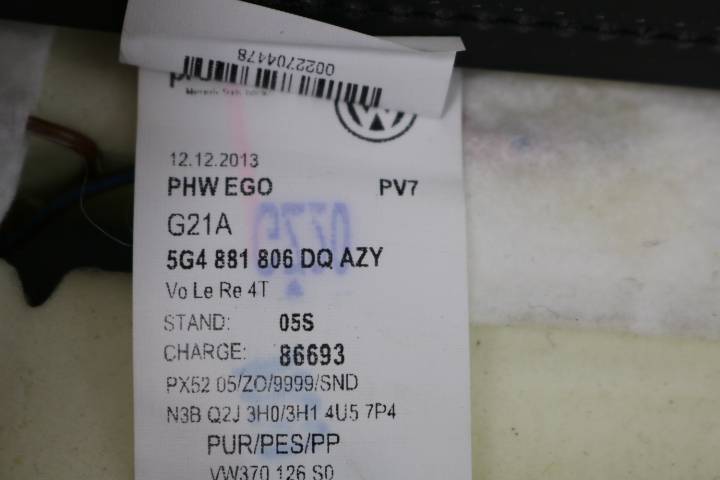 0022704478
12.12.2013
PHW EGO PV7
G21A
5G4 881 806 DQ AZY
Vo Le Re 4T
STAND: 05S
CHARGE: 86693
PX52 05/ZO/9999/SND
N3B Q2J 3H0/3H1 4U5 7P4
PUR/PES/PP
VW370 126 S0